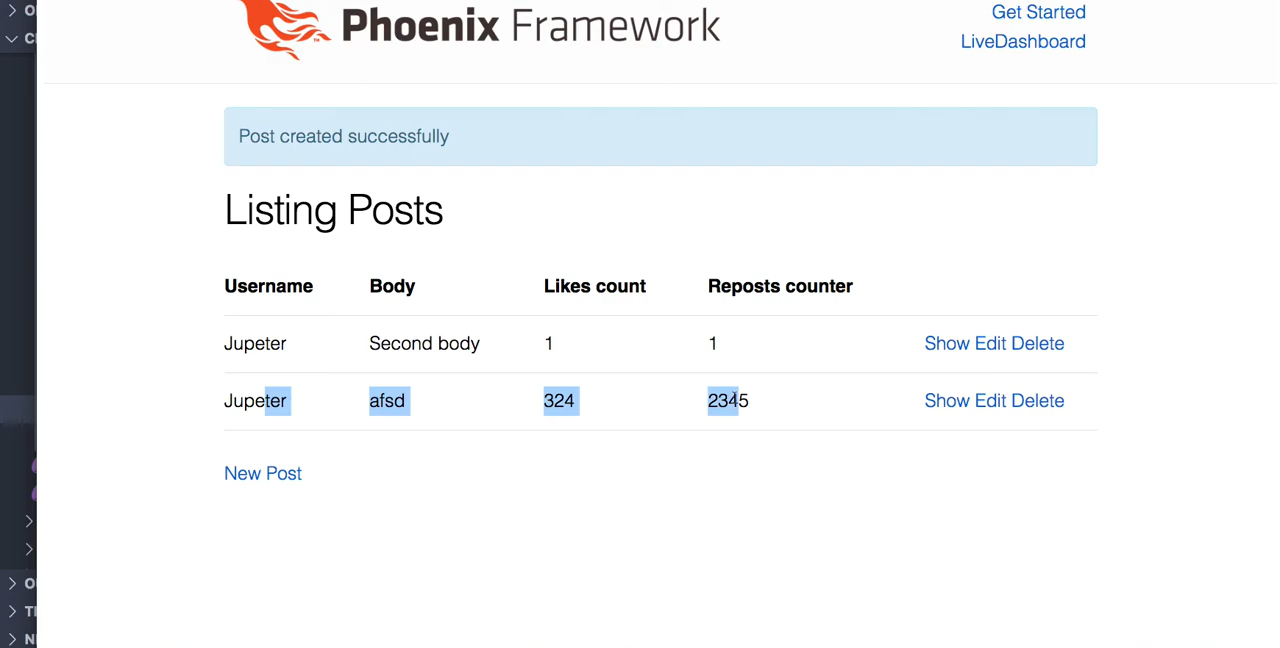 Phoenix Framework
Get Started
LiveDashboard
Post created successfully
Listing Posts
Username Body Likes count Reposts counter
Jupeter Second body 1 1 Show Edit Delete
Jupeter afsd 324 2345 Show Edit Delete
New Post